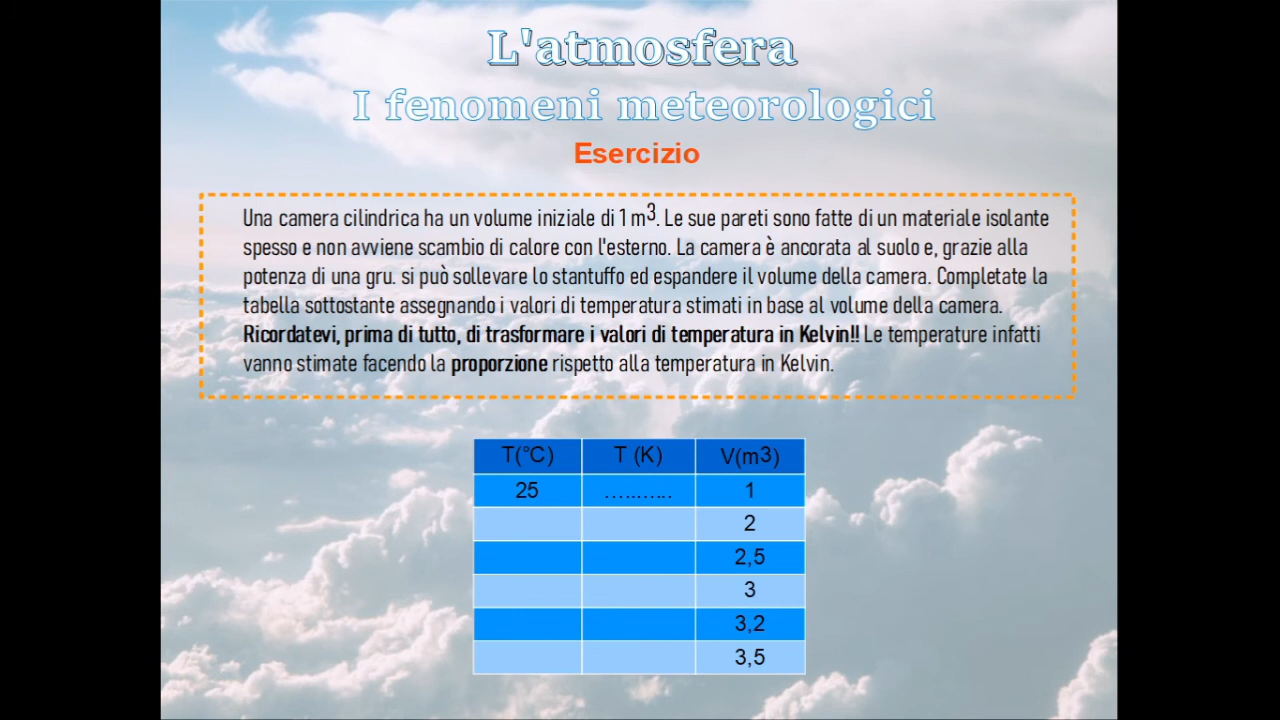 L'atmosfera
I fenomeni meteorologici
Esercizio
Una camera cilindrica ha un volume iniziale di 1 m³. Le sue pareti sono fatte di un materiale isolante
spesso e non avviene scambio di calore con l'esterno. La camera è ancorata al suolo e, grazie alla
potenza di una gru. si può sollevare lo stantuffo ed espandere il volume della camera. Completate la
tabella sottostante assegnando i valori di temperatura stimati in base al volume della camera.
Ricordatevi, prima di tutto, di trasformare i valori di temperatura in Kelvin!! Le temperature infatti
vanno stimate facendo la proporzione rispetto alla temperatura in Kelvin.
T(°C) T (K) V(m3)
25 ........... 1
2
2,5
3
3,2
3,5